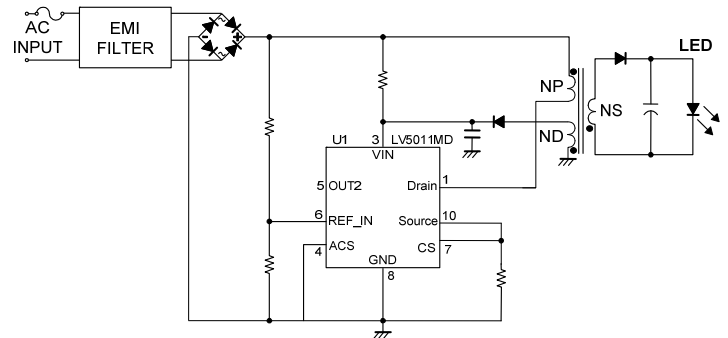 AC
INPUT
EMI
FILTER
~
-
+
~
LED
NP
NS
ND
U1
3
LV5011MD
VIN
5
OUT2
Drain
1
6
REF_IN
Source
10
4
ACS
CS
7
GND
8